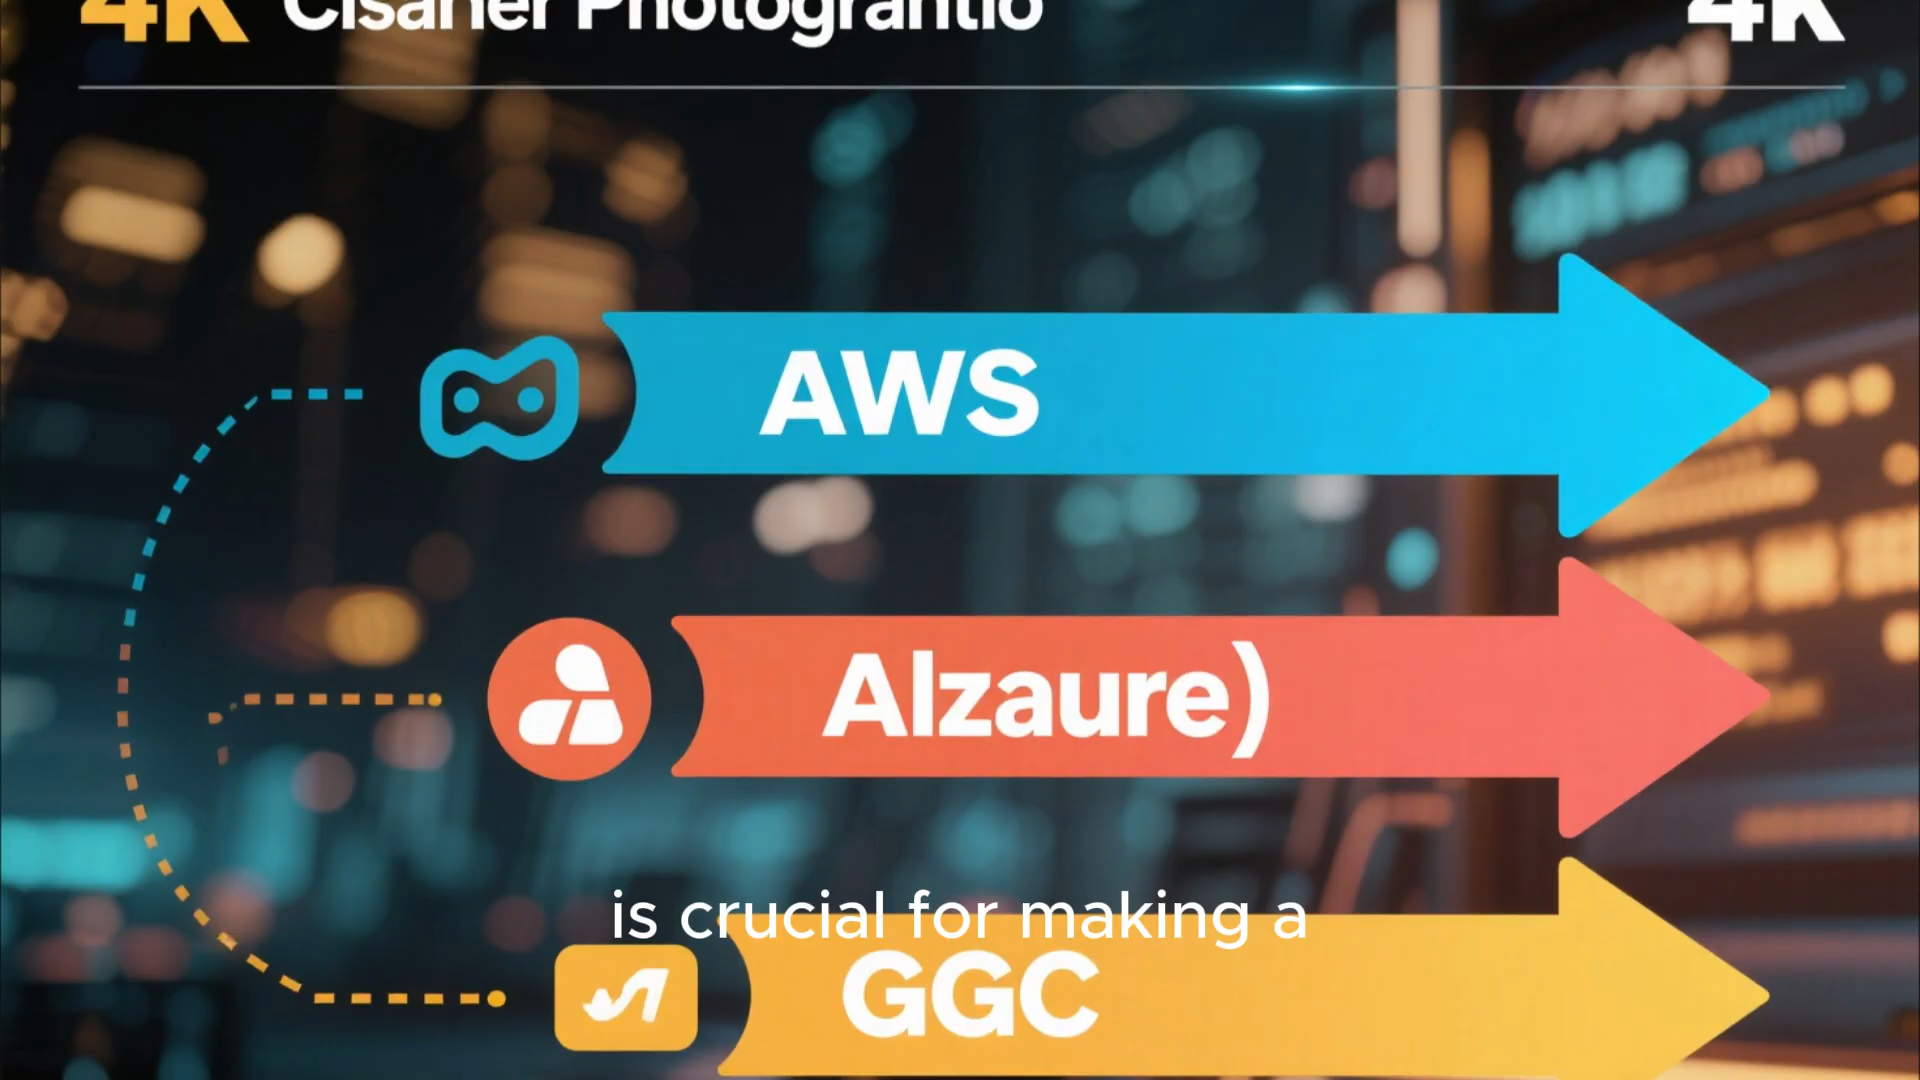 4K Cisaner Photograntio 4K
AWS
Alzaure)
is crucial for making a
GGC